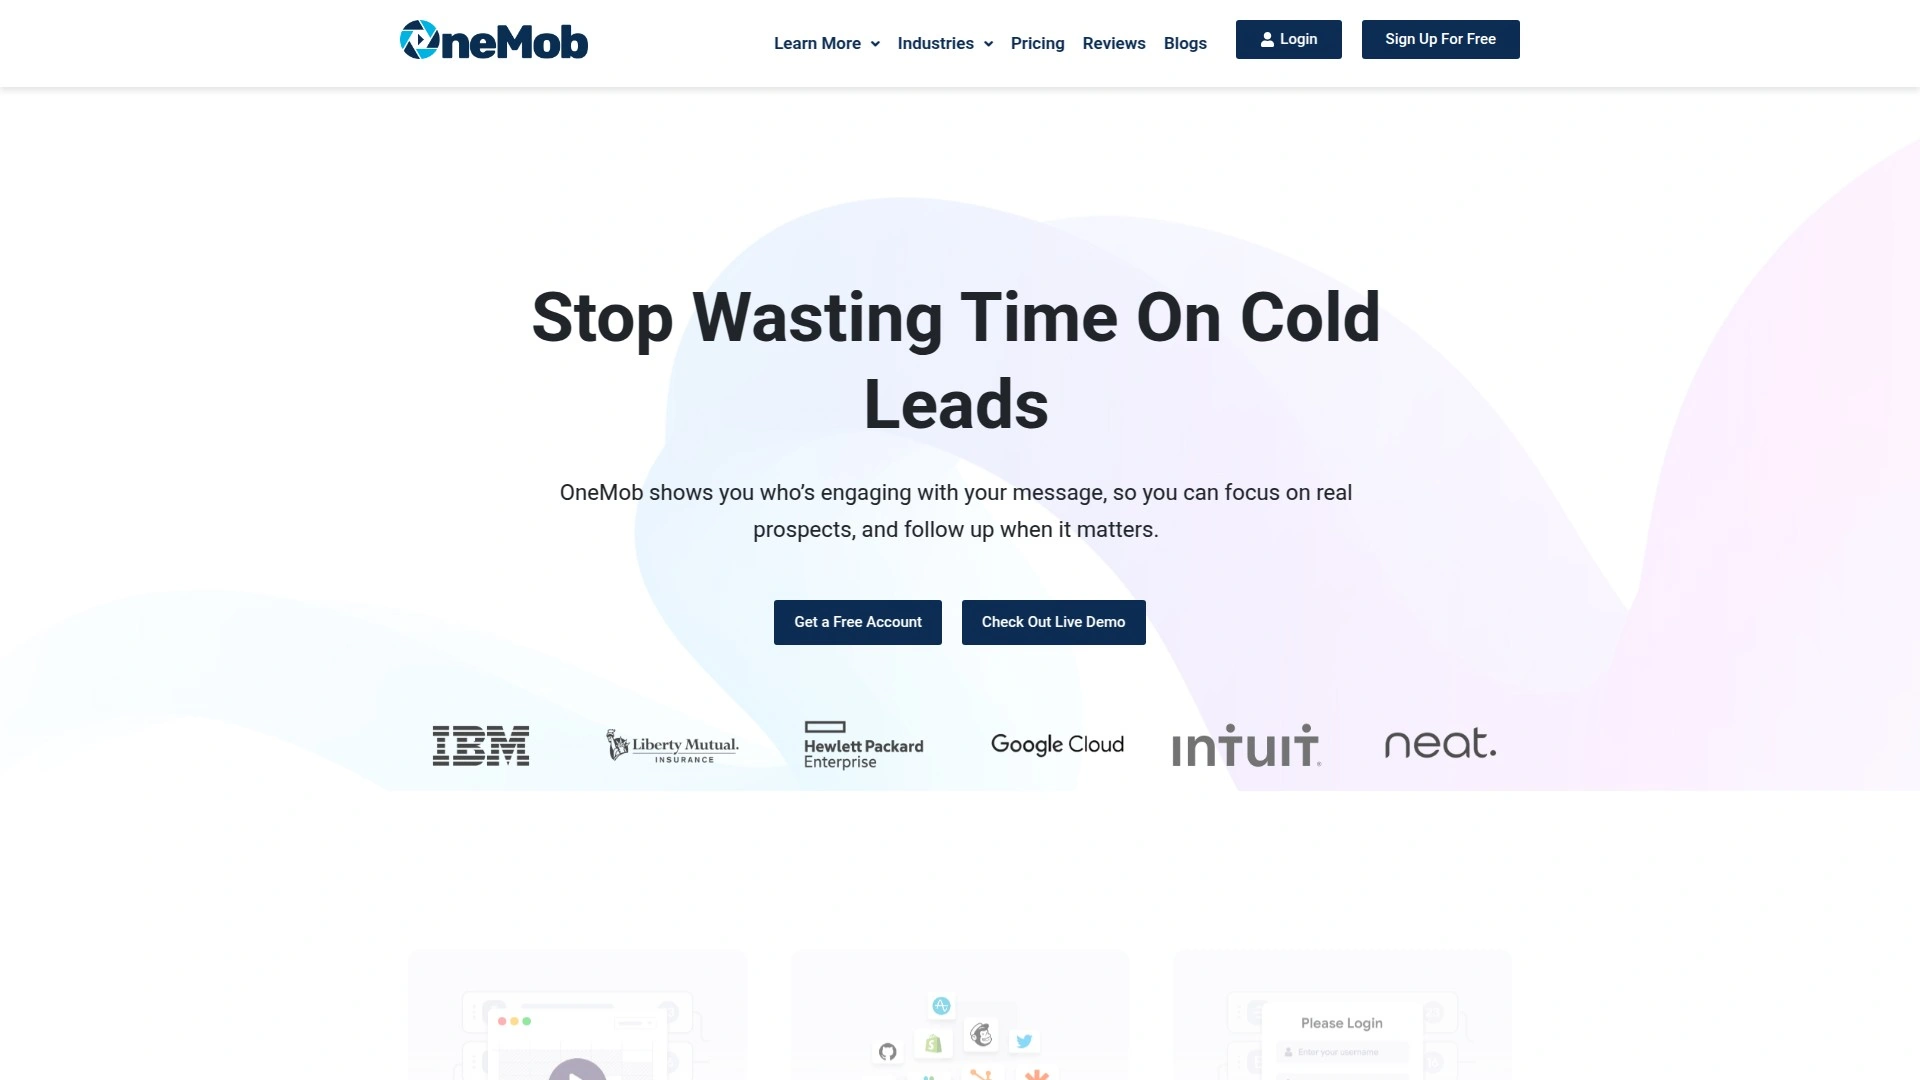 OneMob
Learn More
Industries
Pricing
Reviews
Blogs
Login
Sign Up For Free
Stop Wasting Time On Cold
Leads
OneMob shows you who’s engaging with your message, so you can focus on real
prospects, and follow up when it matters.
Get a Free Account
Check Out Live Demo
IBM
Liberty Mutual.
INSURANCE
Hewlett Packard
Enterprise
Google Cloud
intuit
neat.
Please Login
Enter your username